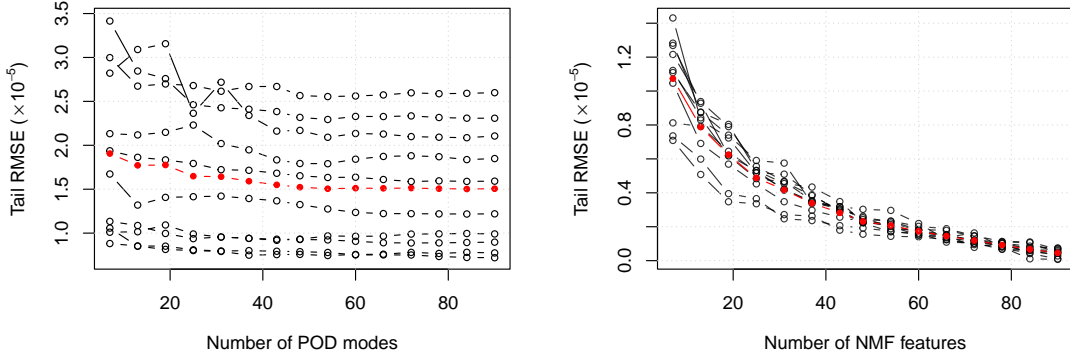 3.5
3.0
2.5
2.0
1.5
1.0
Tail RMSE (×10⁻⁵)
20 40 60 80
Number of POD modes
1.2
0.8
0.4
0.0
Tail RMSE (×10⁻⁵)
20 40 60 80
Number of NMF features